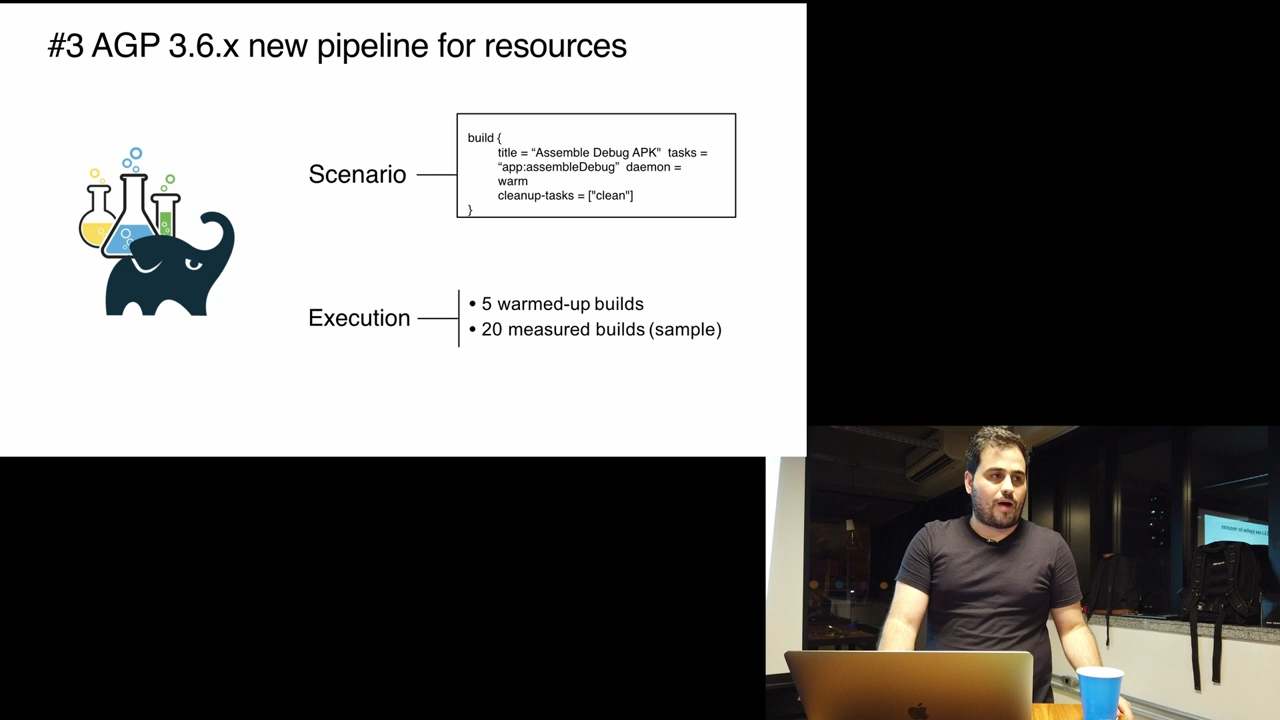 #3 AGP 3.6.x new pipeline for resources
Scenario
build {
title = “Assemble Debug APK" tasks =
“app:assembleDebug” daemon =
warm
cleanup-tasks = ["clean"]
}
Execution
• 5 warmed-up builds
• 20 measured builds (sample)